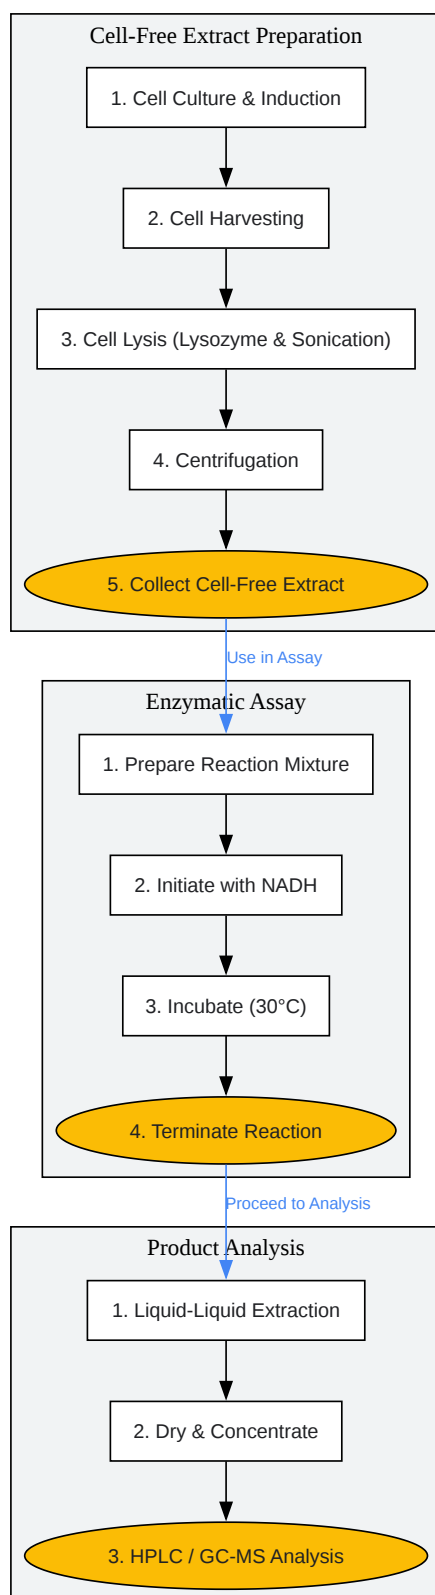 Cell-Free Extract Preparation
1. Cell Culture & Induction
2. Cell Harvesting
3. Cell Lysis (Lysozyme & Sonication)
4. Centrifugation
5. Collect Cell-Free Extract
Use in Assay
Enzymatic Assay
1. Prepare Reaction Mixture
2. Initiate with NADH
3. Incubate (30°C)
4. Terminate Reaction
Proceed to Analysis
Product Analysis
1. Liquid-Liquid Extraction
2. Dry & Concentrate
3. HPLC / GC-MS Analysis